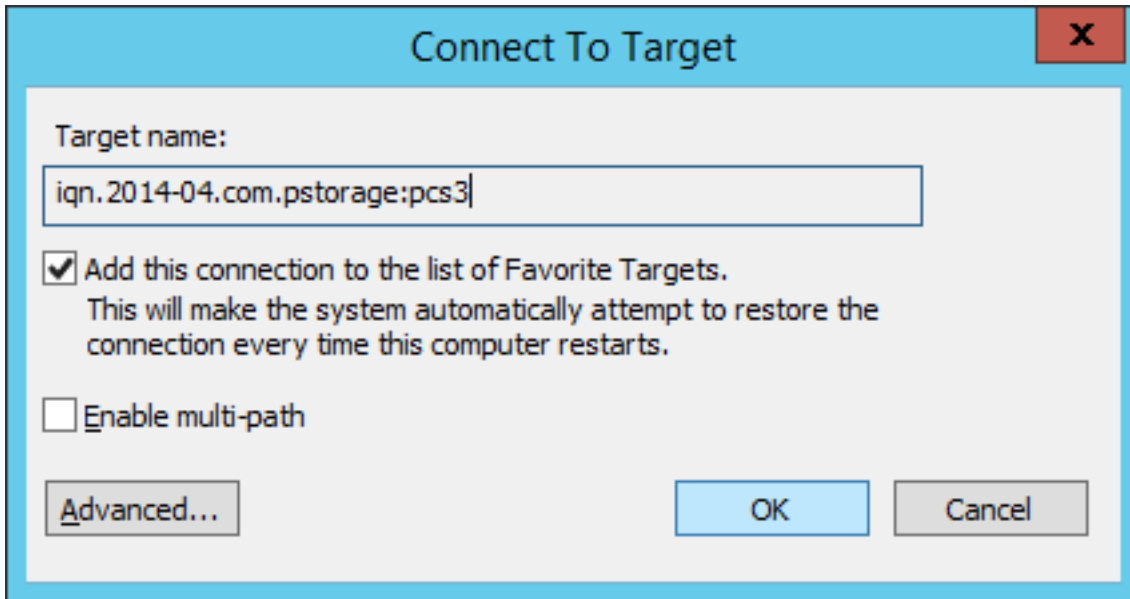 Connect To Target
x
Target name:
iqn.2014-04.com.pstorage:pcs3
Add this connection to the list of Favorite Targets.
This will make the system automatically attempt to restore the
connection every time this computer restarts.
Enable multi-path
Advanced...
OK
Cancel